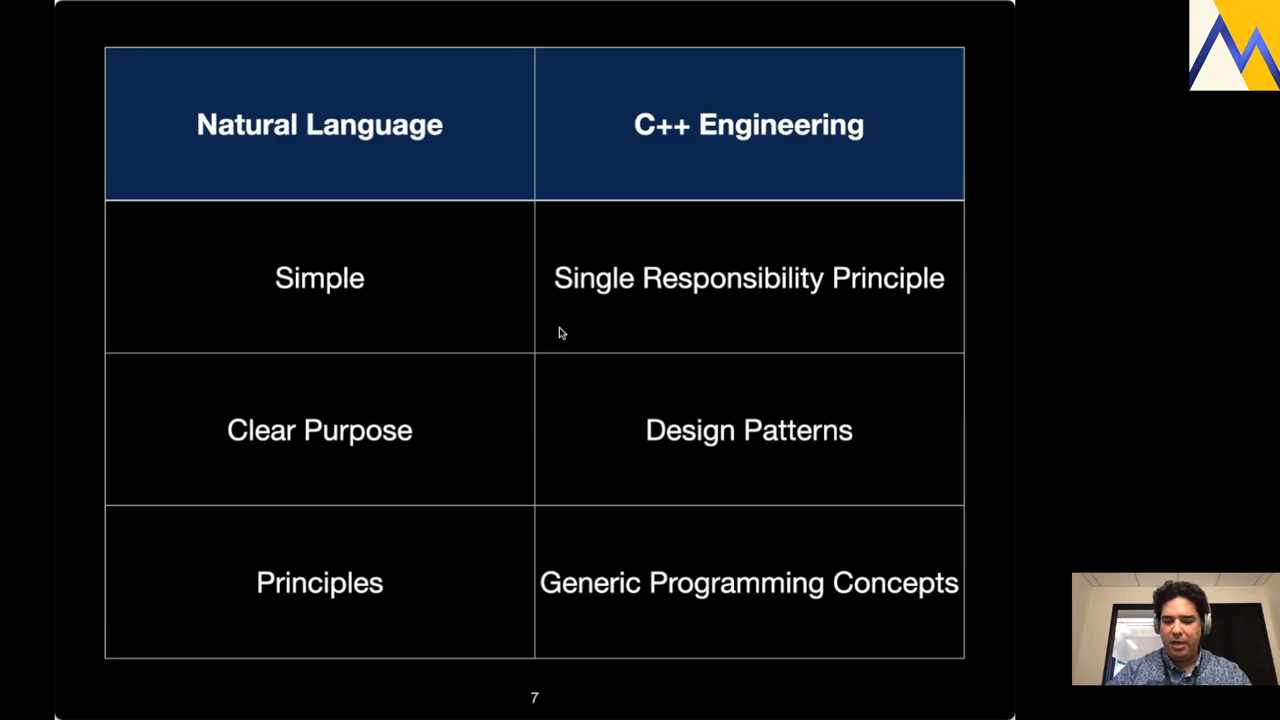 Natural Language
C++ Engineering
Simple
Single Responsibility Principle
Clear Purpose
Design Patterns
Principles
Generic Programming Concepts
7